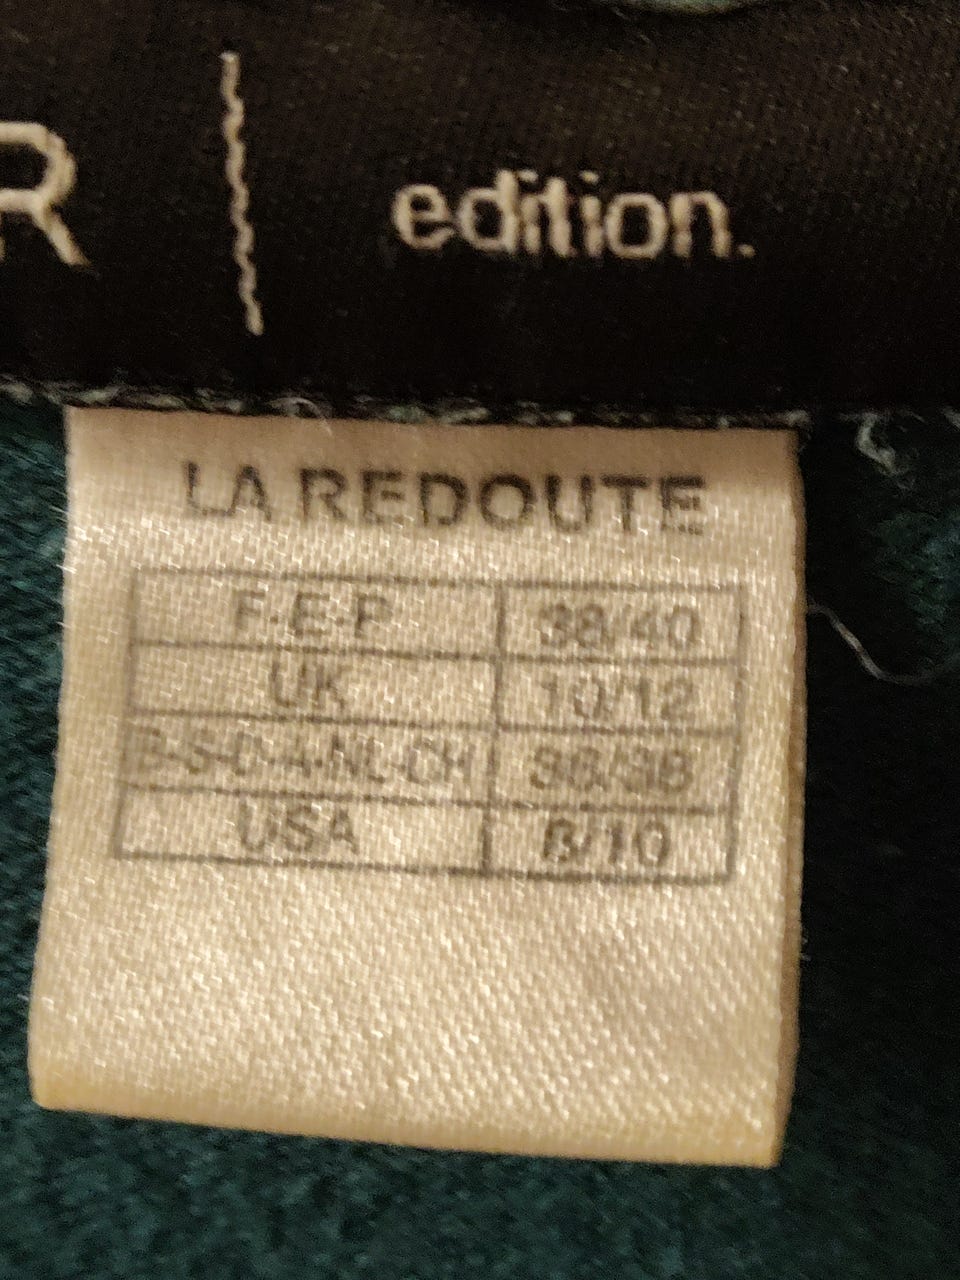 R | edition.
LA REDOUTE
F-E-P 38/40
UK 10/12
B-S-D-A-NL-CH 36/38
USA 8/10